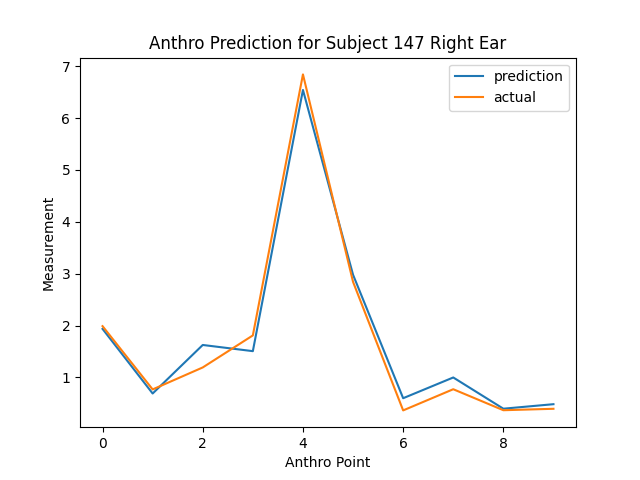 Anthro Prediction for Subject 147 Right Ear
prediction
actual
7
6
5
4
3
2
1
Measurement
0 2 4 6 8
Anthro Point